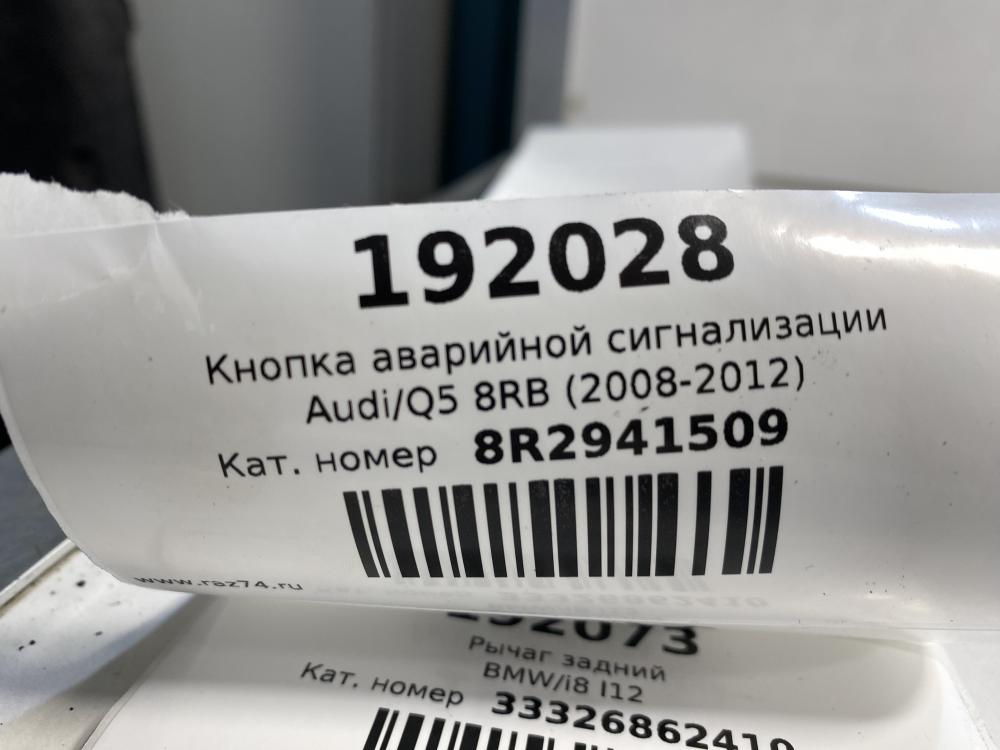 192028
Кнопка аварийной сигнализации
Audi/Q5 8RB (2008-2012)
Кат. номер 8R2941509
www.raz74.ru
Рычаг задний
BMW/i8 I12
Кат. номер 33326862410